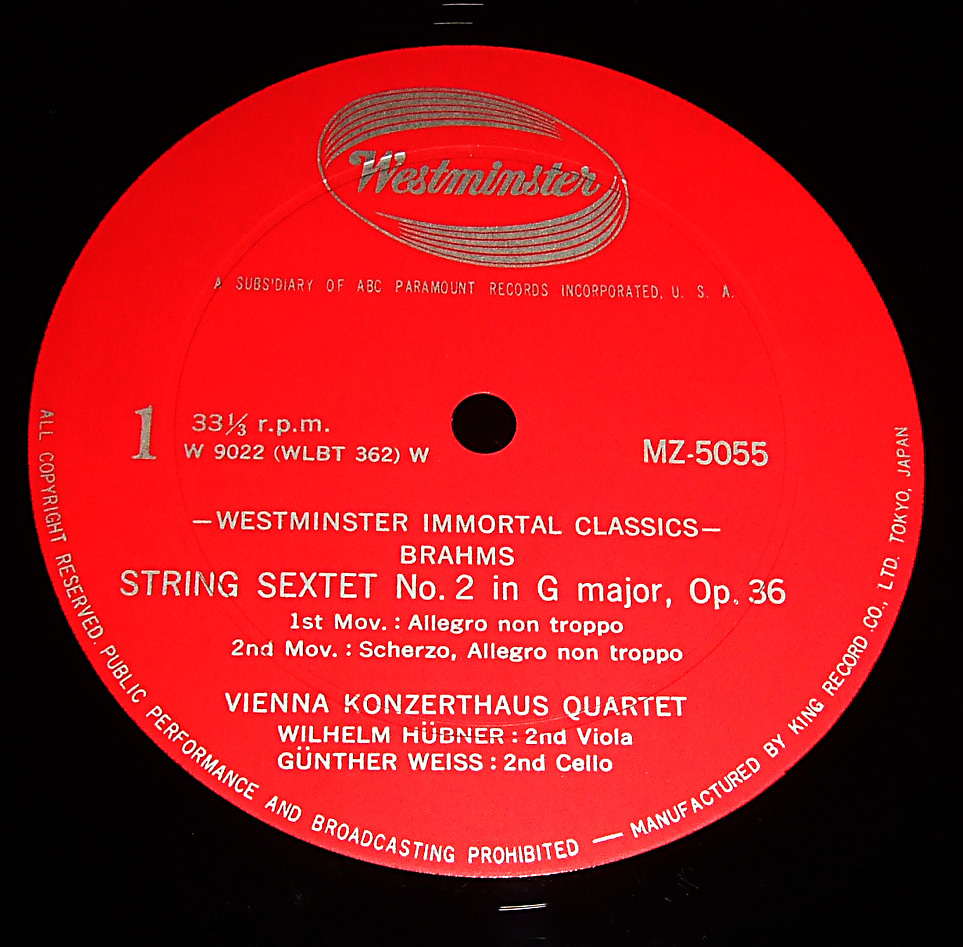 Westminster
A SUBSIDIARY OF ABC PARAMOUNT RECORDS INCORPORATED, U. S. A.
1
33⅓ r.p.m.
W 9022 (WLBT 362) W
MZ-5055
—WESTMINSTER IMMORTAL CLASSICS—
BRAHMS
STRING SEXTET No. 2 in G major, Op. 36
1st Mov. : Allegro non troppo
2nd Mov. : Scherzo, Allegro non troppo
VIENNA KONZERTHAUS QUARTET
WILHELM HÜBNER : 2nd Viola
GÜNTHER WEISS : 2nd Cello
ALL COPYRIGHT RESERVED. PUBLIC PERFORMANCE AND BROADCASTING PROHIBITED — MANUFACTURED BY KING RECORD CO., LTD. TOKYO, JAPAN